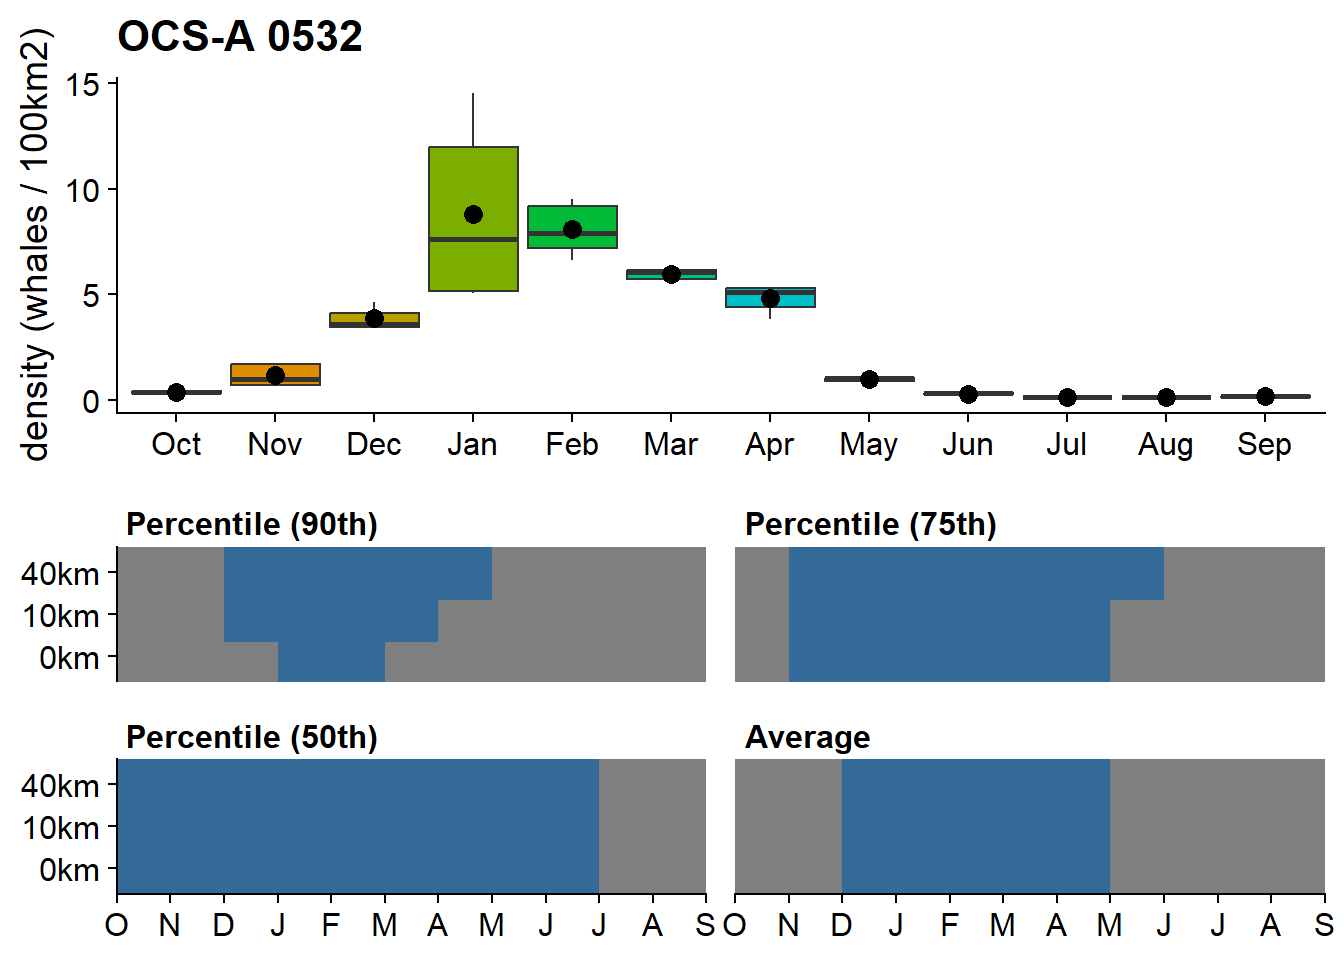 OCS-A 0532
density (whales / 100km2)
15
10
5
0
Oct Nov Dec Jan Feb Mar Apr May Jun Jul Aug Sep
Percentile (90th) Percentile (75th)
40km
10km
0km
Percentile (50th) Average
40km
10km
0km
O N D J F M A M J J A S O N D J F M A M J J A S